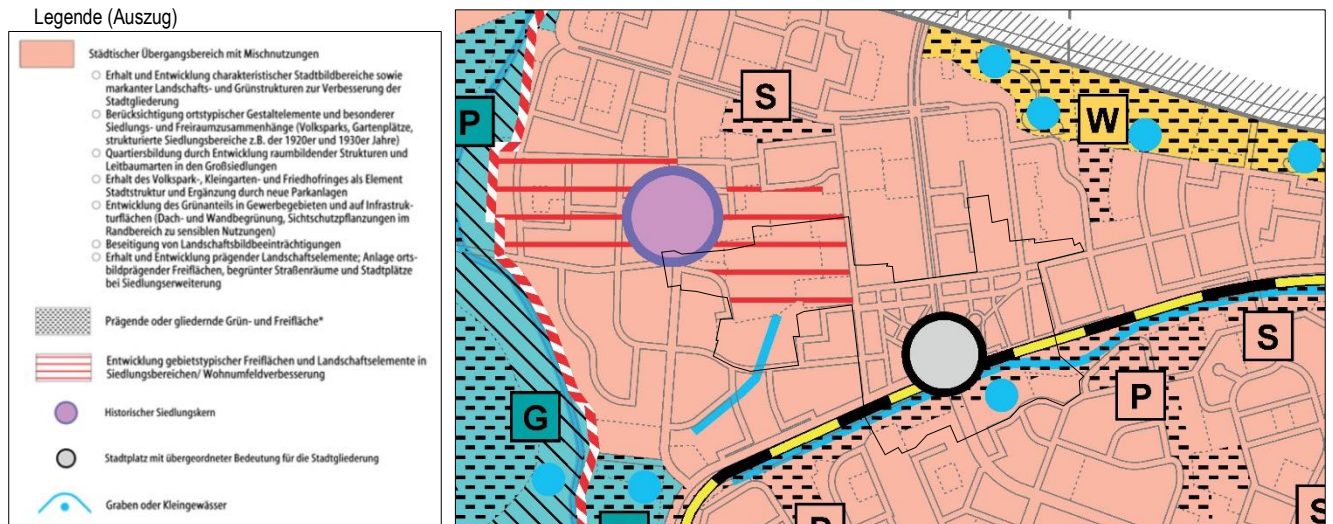 Legende (Auszug)
Städtischer Übergangsbereich mit Mischnutzungen
○ Erhalt und Entwicklung charakteristischer Stadtbildbereiche sowie
markanter Landschafts- und Grünstrukturen zur Verbesserung der
Stadtgliederung
○ Berücksichtigung ortstypischer Gestaltelemente und besonderer
Siedlungs- und Freiraumzusammenhänge (Volksparks, Gartenplätze,
strukturierte Siedlungsbereiche z.B. der 1920er und 1930er Jahre)
○ Quartiersbildung durch Entwicklung raumbildender Strukturen und
Leitbaumarten in den Großsiedlungen
○ Erhalt des Volkspark-, Kleingarten- und Friedhofringes als Element
Stadtstruktur und Ergänzung durch neue Parkanlagen
○ Entwicklung des Grünanteils in Gewerbegebieten und auf Infrastruk-
turflächen (Dach- und Wandbegrünung, Sichtschutzpflanzungen im
Randbereich zu sensiblen Nutzungen)
○ Beseitigung von Landschaftsbildbeeinträchtigungen
○ Erhalt und Entwicklung prägender Landschaftselemente; Anlage orts-
bildprägender Freiflächen, begrünter Straßenräume und Stadtplätze
bei Siedlungserweiterung
Prägende oder gliedernde Grün- und Freifläche*
Entwicklung gebietstypischer Freiflächen und Landschaftselemente in
Siedlungsbereichen/ Wohnumfeldverbesserung
Historischer Siedlungskern
Stadtplatz mit übergeordneter Bedeutung für die Stadtgliederung
Graben oder Kleingewässer
S
P
W
S
P
G
P
S